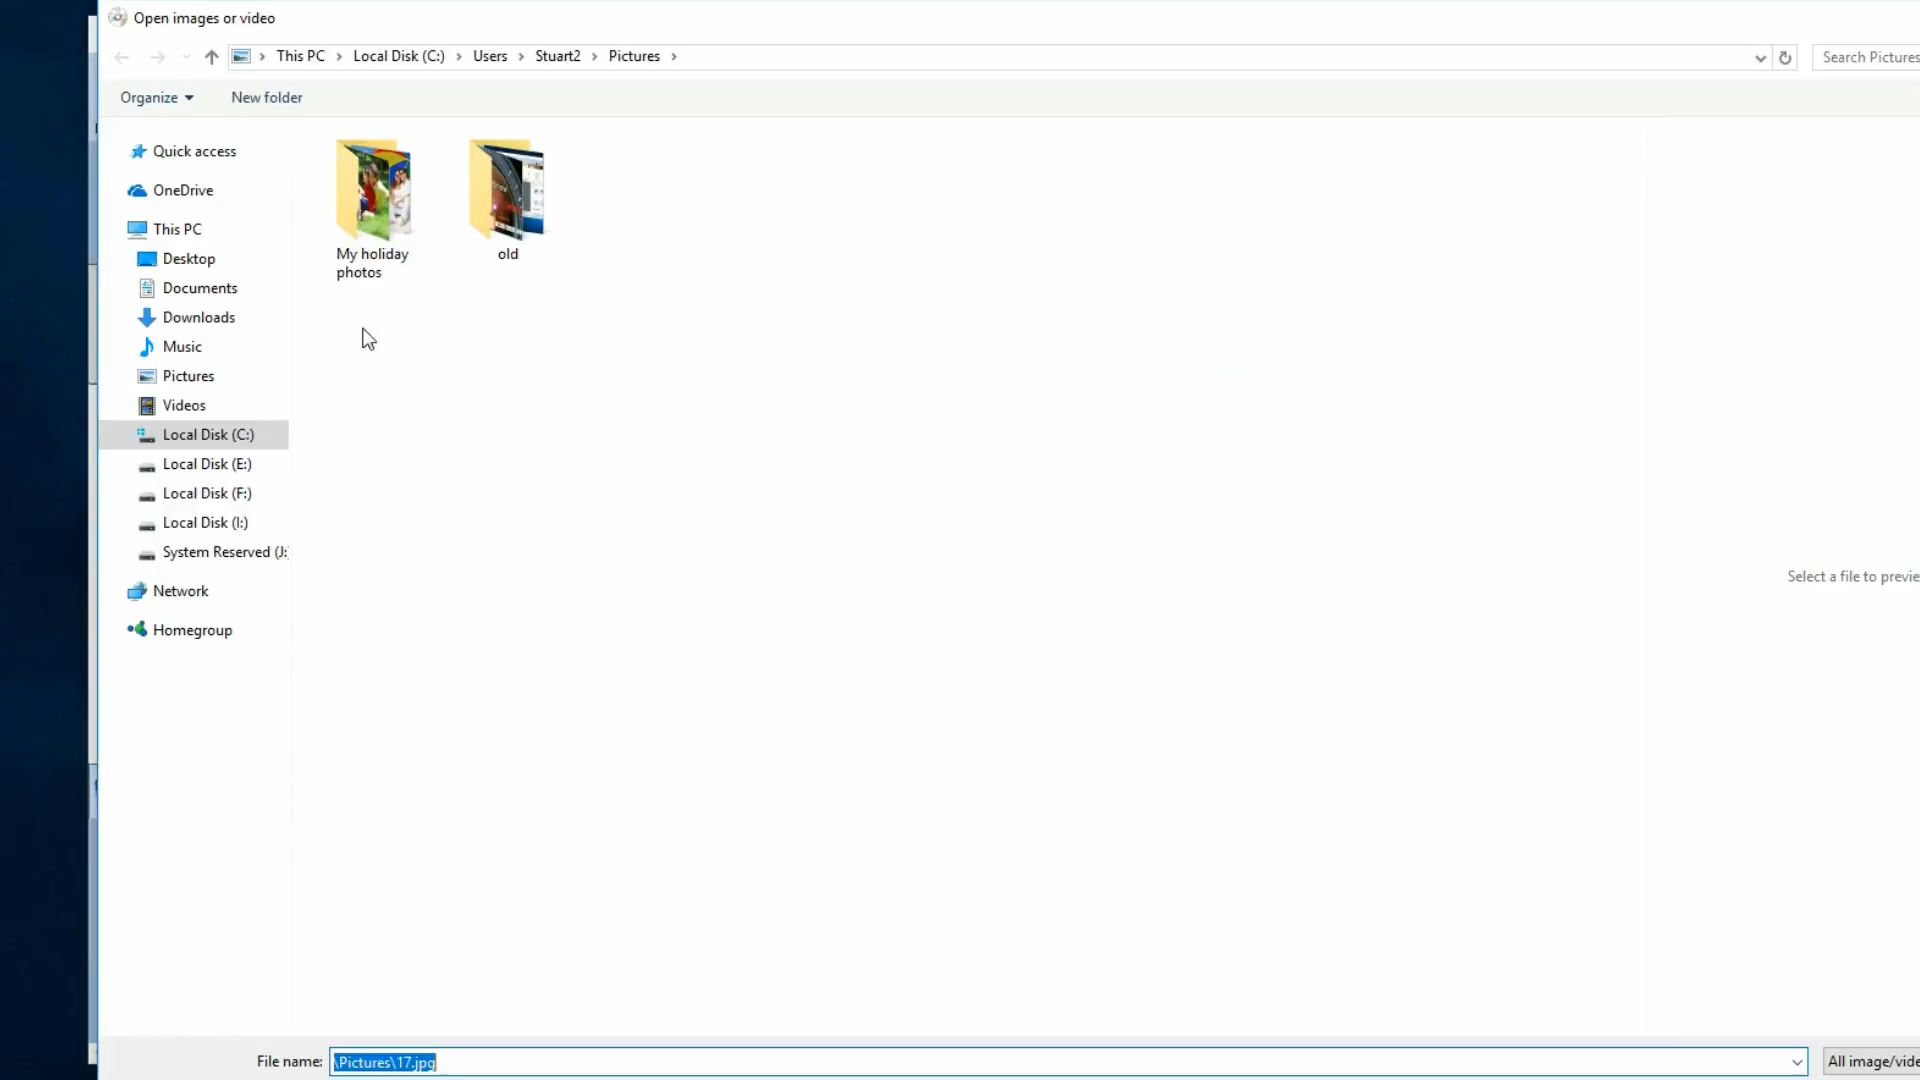 Open images or video
This PC > Local Disk (C:) > Users > Stuart2 > Pictures >
Search Pictures
Organize
New folder
Quick access
OneDrive
This PC
Desktop
Documents
Downloads
Music
Pictures
Videos
Local Disk (C:)
Local Disk (E:)
Local Disk (F:)
Local Disk (I:)
System Reserved (J:)
Network
Homegroup
My holiday
photos
old
Select a file to previe
File name:
\Pictures\17.jpg
All image/vide